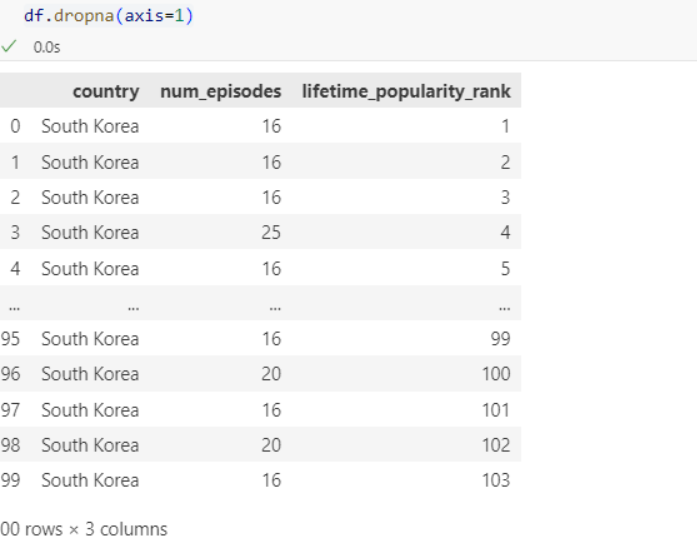 df.dropna(axis=1)
✓ 0.0s
country num_episodes lifetime_popularity_rank
0 South Korea 16 1
1 South Korea 16 2
2 South Korea 16 3
3 South Korea 25 4
4 South Korea 16 5
... ... ... ...
95 South Korea 16 99
96 South Korea 20 100
97 South Korea 16 101
98 South Korea 20 102
99 South Korea 16 103
00 rows × 3 columns